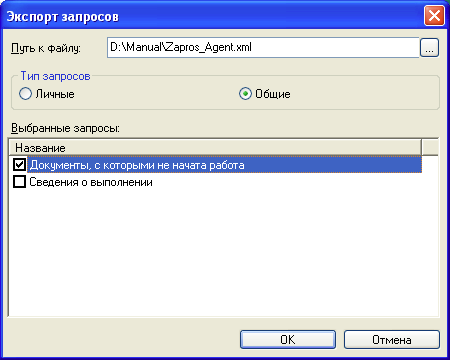 Экспорт запросов
Путь к файлу:
D:\Manual\Zapros_Agent.xml
...
Тип запросов
Личные
Общие
Выбранные запросы:
Название
Документы, с которыми не начата работа
Сведения о выполнении
OK
Отмена